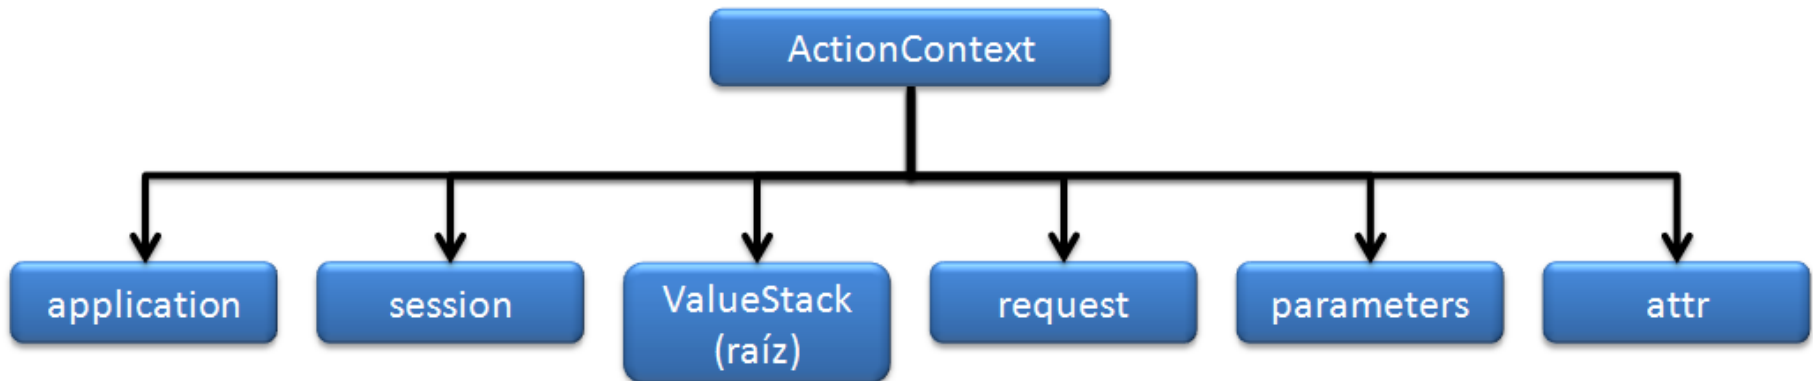 ActionContext
application
session
ValueStack
(raíz)
request
parameters
attr